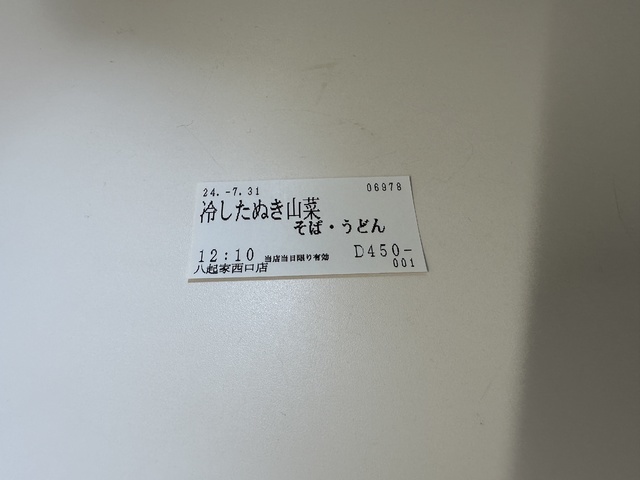 24.-7.31 06978
冷したぬき山菜
そば・うどん
12:10 当店当日限り有効 D450-
八起家西口店 001